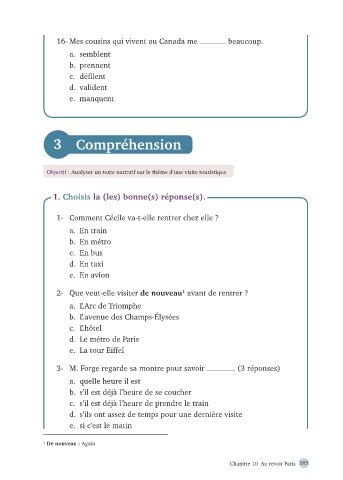 16- Mes cousins qui vivent au Canada me ............ beaucoup.
a. semblent
b. prennent
c. défilent
d. valident
e. manquent
3 Compréhension
Objectif : Analyser un texte narratif sur le thème d'une visite touristique
1. Choisis la (les) bonne(s) réponse(s).
1- Comment Cécile va-t-elle rentrer chez elle ?
a. En train
b. En métro
c. En bus
d. En taxi
e. En avion
2- Que veut-elle visiter de nouveau¹ avant de rentrer ?
a. L'Arc de Triomphe
b. L'avenue des Champs-Élysées
c. L'hôtel
d. Le métro de Paris
e. La tour Eiffel
3- M. Forge regarde sa montre pour savoir ............. (3 réponses)
a. quelle heure il est
b. s'il est déjà l'heure de se coucher
c. s'il est déjà l'heure de prendre le train
d. s'ils ont assez de temps pour une dernière visite
e. si c'est le matin
¹ De nouveau : Again
Chapitre 10 Au revoir Paris 165